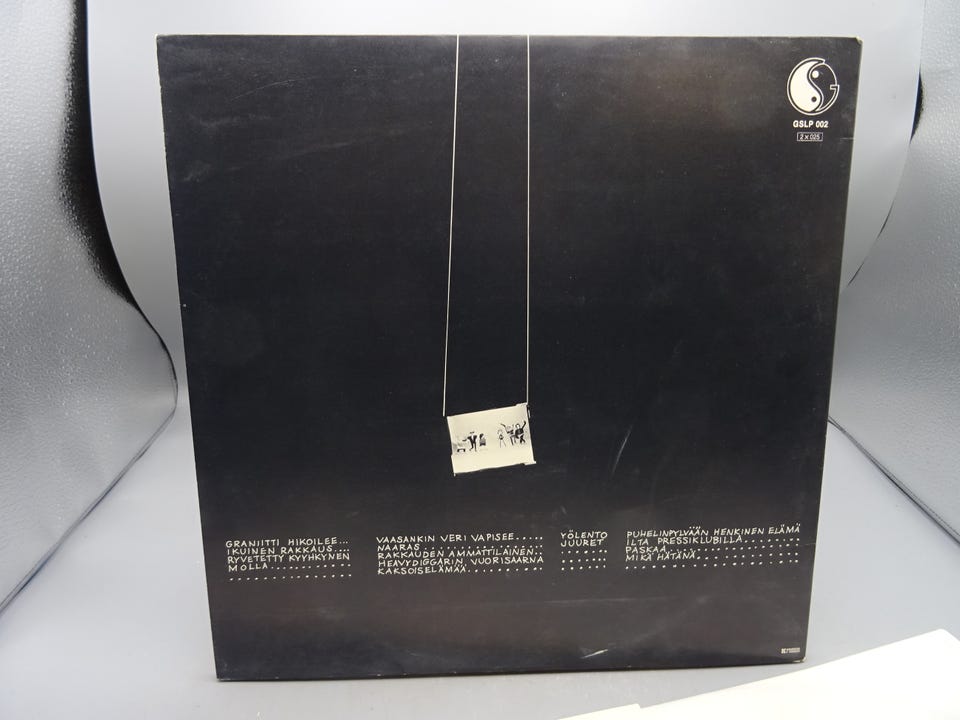 GSLP 002
2 x 025
GRANIITTI HIKOILEE...
IKUINEN RAKKAUS....
RYVETETTY KYYHKYNEN
MOLLA............
VAASANKIN VERI VAPISEE.....
NAARAS...............
RAKKAUDEN AMMATTILAINEN..
HEAVYDIGGARIN VUORISAARNA
KAKSOISELÄMÄ..........
YÖLENTO
JUURET
PUHELINPYLVÄÄN HENKINEN ELÄMÄ
ILTA PRESSIKLUBILLA........
PASKAA...............
MIKÄ HÄTÄNÄ............